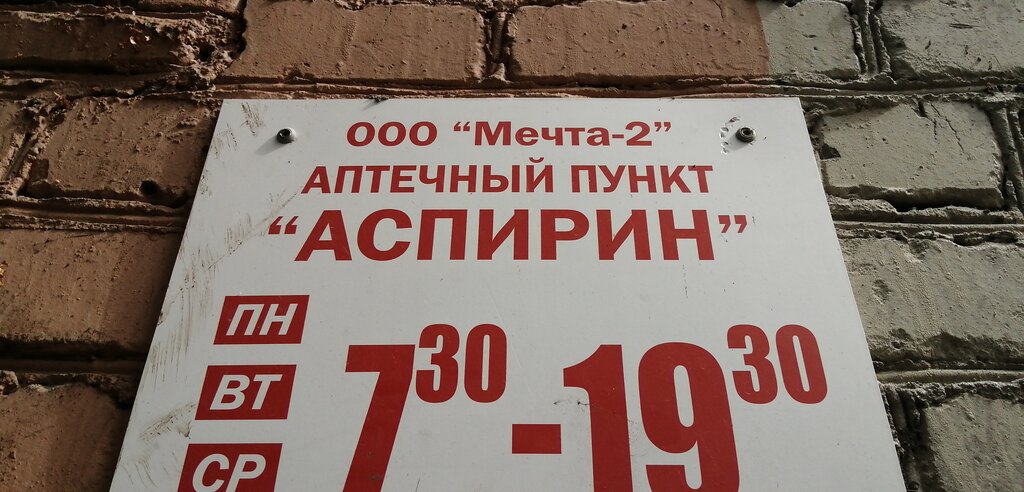 ООО “Мечта-2”
АПТЕЧНЫЙ ПУНКТ
“АСПИРИН”
ПН
ВТ
СР
7³⁰-19³⁰